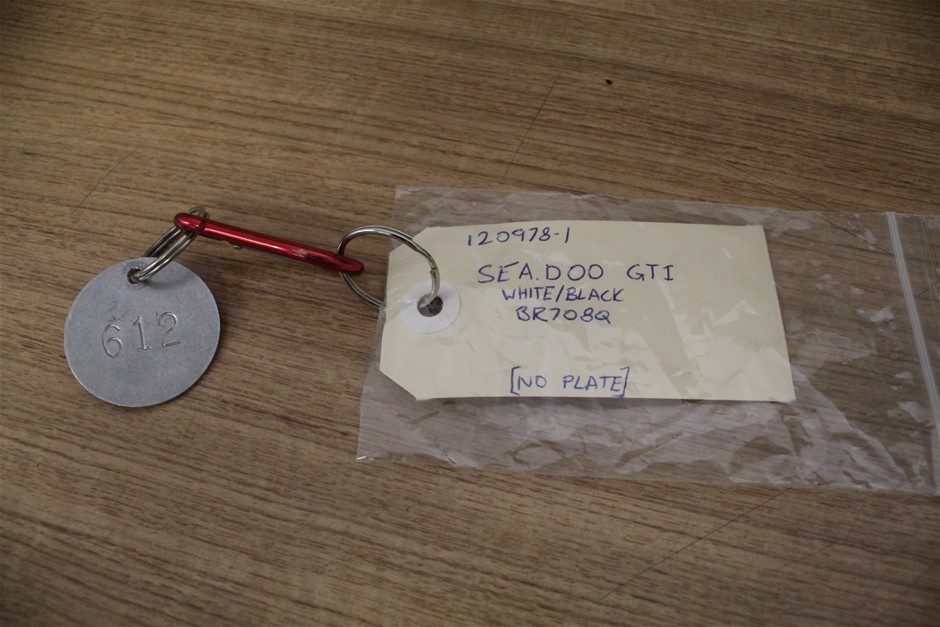 612
120978-1
SEA.DOO GTI
WHITE/BLACK
BR708Q
[NO PLATE]